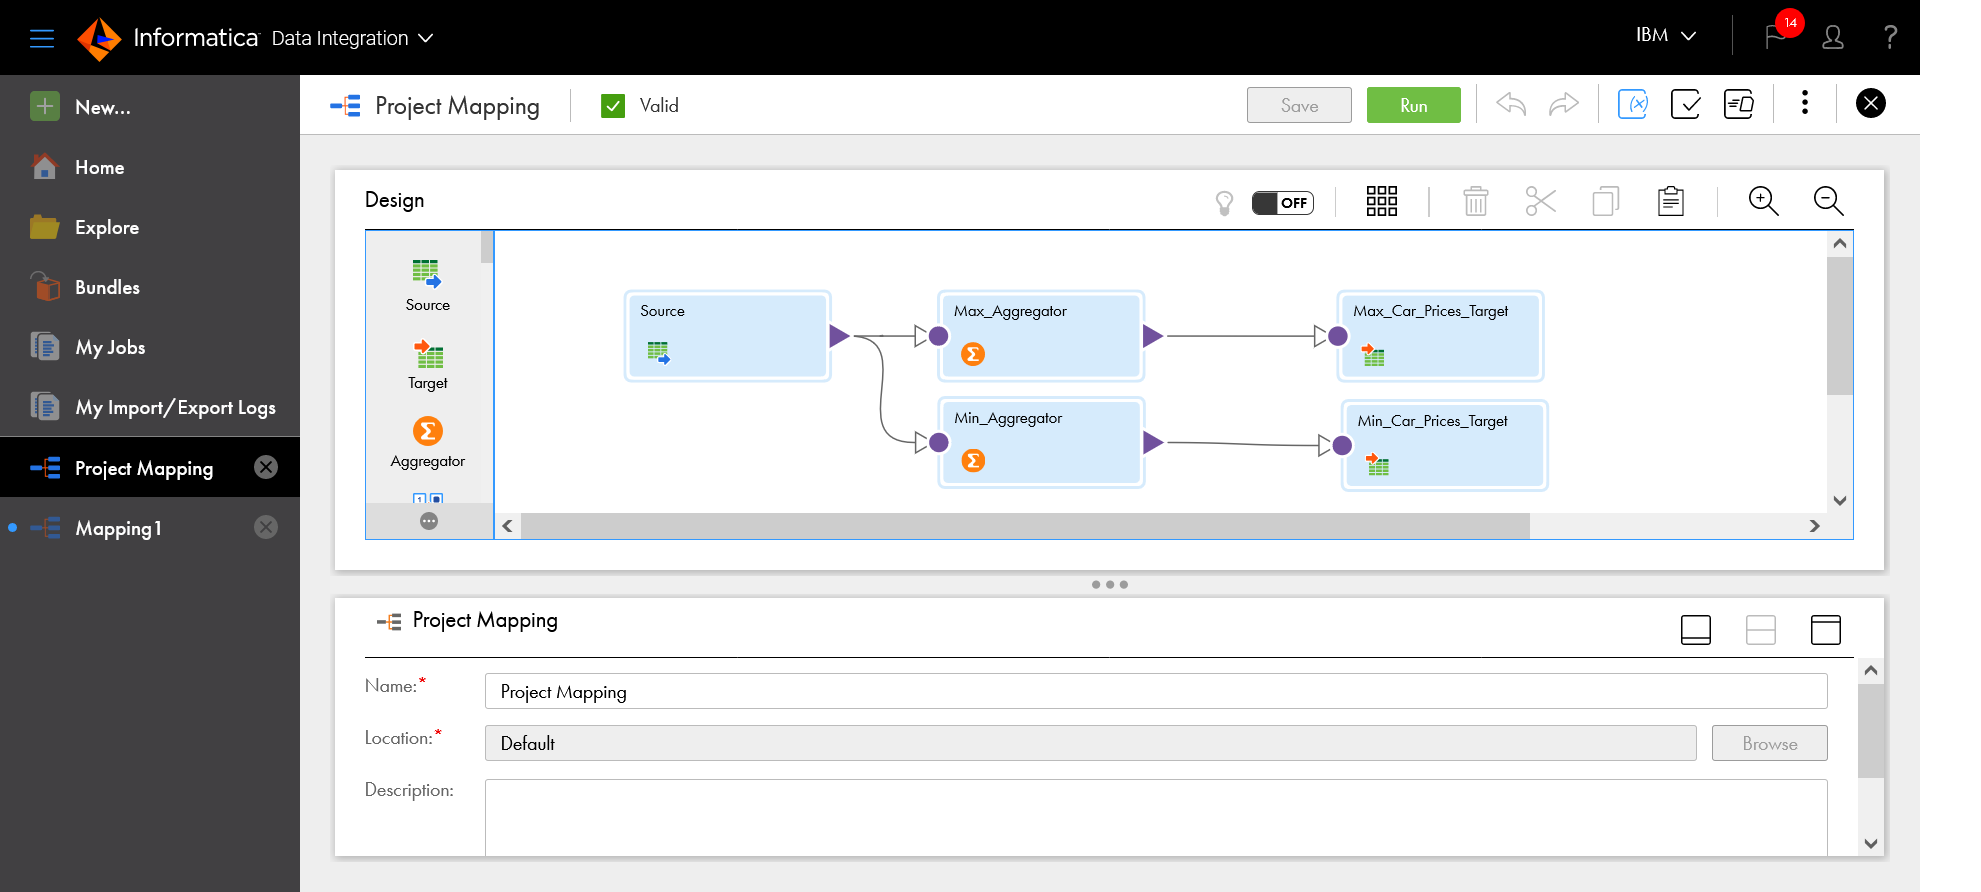 Informatica Data Integration
IBM
14
?
New...
Home
Explore
Bundles
My Jobs
My Import/Export Logs
Project Mapping
Mapping1
Project Mapping
Valid
Save
Run
(x)
Design
OFF
Source
Target
Aggregator
1
Source
Max_Aggregator
Max_Car_Prices_Target
Min_Aggregator
Min_Car_Prices_Target
Σ
Σ
Σ
Project Mapping
Name:*
Project Mapping
Location:*
Default
Browse
Description: